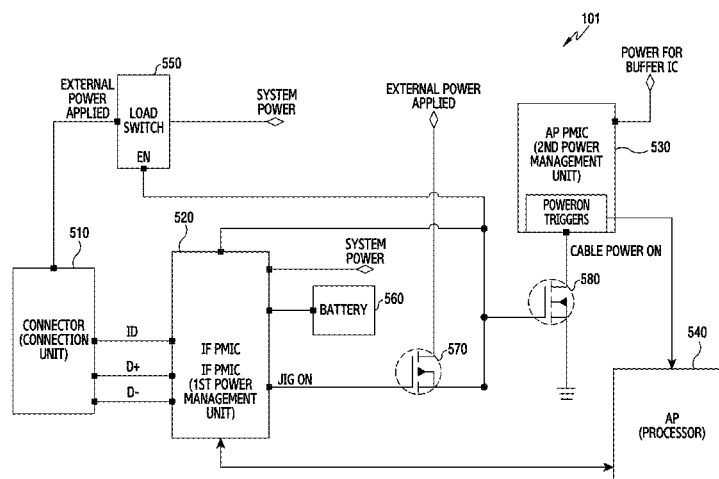 101
550
EXTERNAL
POWER
APPLIED
LOAD
SWITCH
EN
SYSTEM
POWER
EXTERNAL POWER
APPLIED
POWER FOR
BUFFER IC
AP PMIC
(2ND POWER
MANAGEMENT
UNIT)
530
POWERON
TRIGGERS
CABLE POWER ON
510
CONNECTOR
(CONNECTION
UNIT)
ID
D+
D-
520
IF PMIC
IF PMIC
(1ST POWER
MANAGEMENT
UNIT)
SYSTEM
POWER
BATTERY
560
JIG ON
570
580
540
AP
(PROCESSOR)